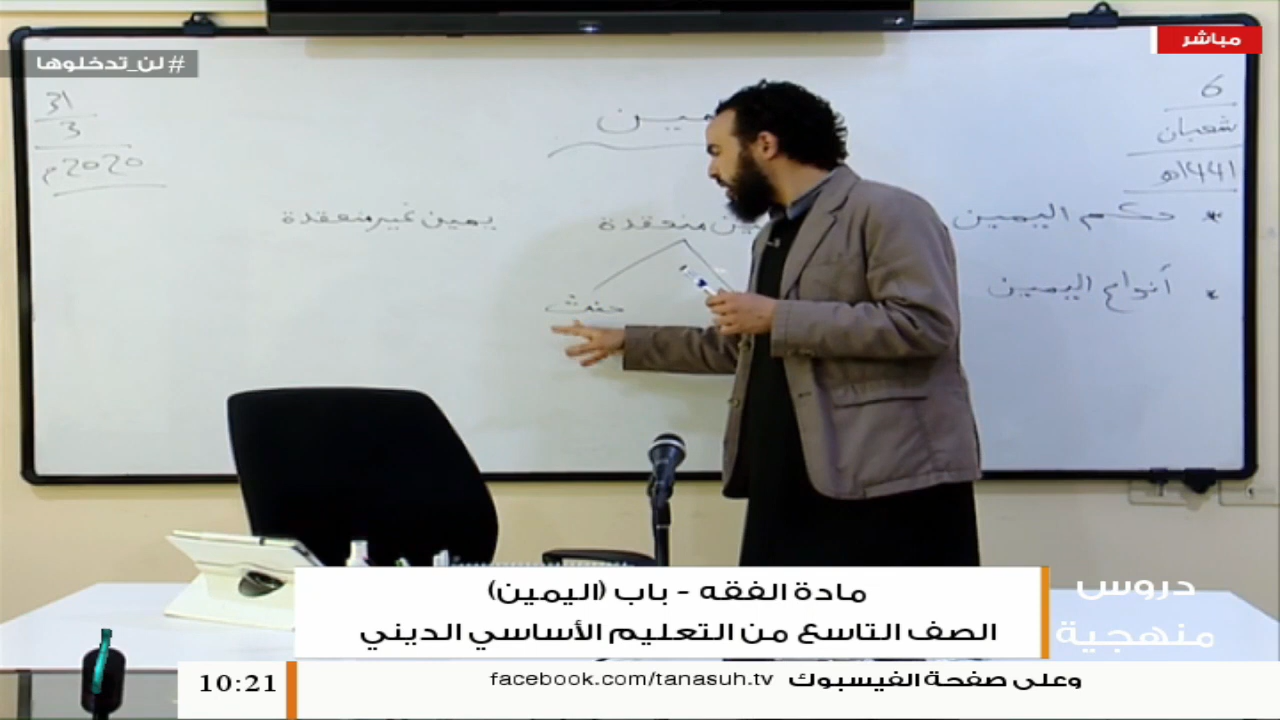 مباشر
#لن_تدخلوها
6
شعبان
1441هـ
31
3
2020م
* حكم اليمين
* أنواع اليمين
منعقدة
يمين غير منعقدة
حنث
دروس
منهجية
مادة الفقه - باب (اليمين)
الصف التاسع من التعليم الأساسي الديني
وعلى صفحة الفيسبوك facebook.com/tanasuh.tv
10:21